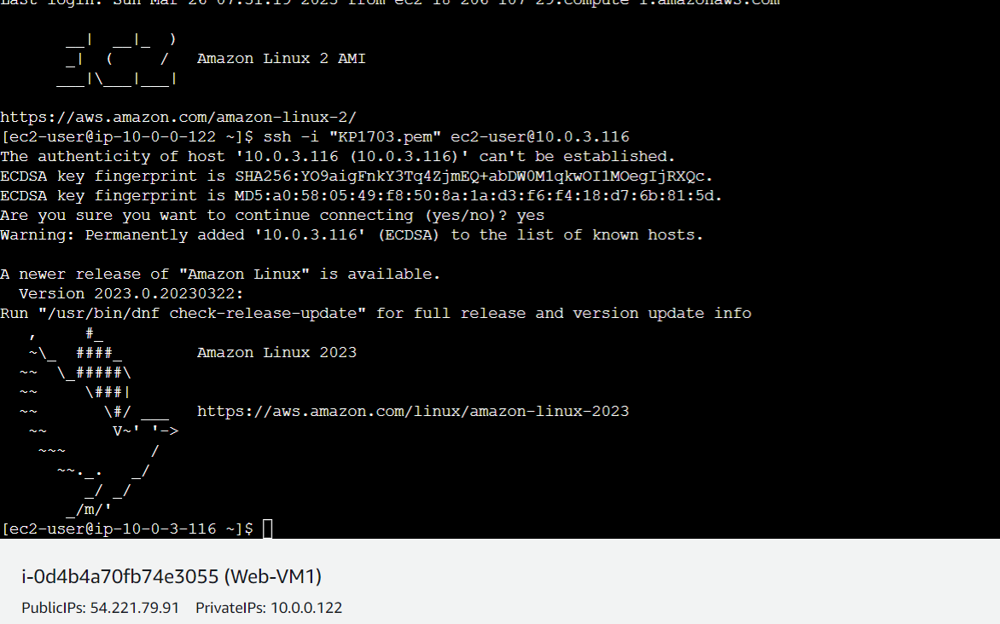 Last login: Sun Mar 26 07:51:19 2023 from ec2-18-206-107-29.compute-1.amazonaws.com
       __|  __|_  )
       _|  (     /   Amazon Linux 2 AMI
      ___|\___|___|
https://aws.amazon.com/amazon-linux-2/
[ec2-user@ip-10-0-0-122 ~]$ ssh -i "KP1703.pem" ec2-user@10.0.3.116
The authenticity of host '10.0.3.116 (10.0.3.116)' can't be established.
ECDSA key fingerprint is SHA256:YO9aigFnkY3Tq4ZjmEQ+abDW0M1qkwOI1MOegIjRXQc.
ECDSA key fingerprint is MD5:a0:58:05:49:f8:50:8a:1a:d3:f6:f4:18:d7:6b:81:5d.
Are you sure you want to continue connecting (yes/no)? yes
Warning: Permanently added '10.0.3.116' (ECDSA) to the list of known hosts.
A newer release of "Amazon Linux" is available.
  Version 2023.0.20230322:
Run "/usr/bin/dnf check-release-update" for full release and version update info
   ,     #_
   ~\_  ####_        Amazon Linux 2023
  ~~  \_#####\
  ~~     \###|
  ~~       \#/ ___   https://aws.amazon.com/linux/amazon-linux-2023
   ~~       V~' '->
    ~~~         /
      ~~._.   _/
         _/ _/
       _/m/'
[ec2-user@ip-10-0-3-116 ~]$
i-0d4b4a70fb74e3055 (Web-VM1)
PublicIPs: 54.221.79.91 PrivateIPs: 10.0.0.122